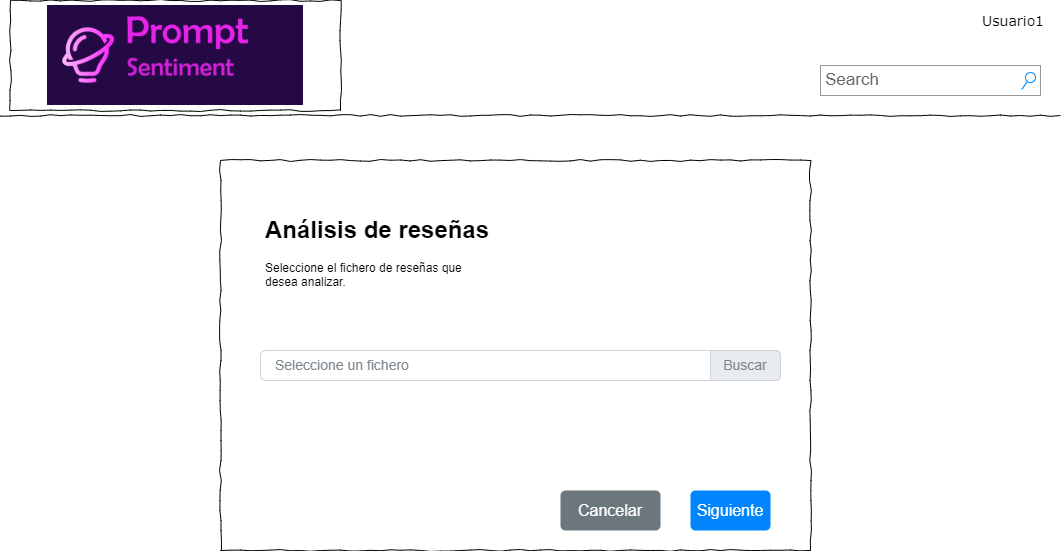 Prompt
Sentiment
Usuario1
Search
Análisis de reseñas
Seleccione el fichero de reseñas que
desea analizar.
Seleccione un fichero
Buscar
Cancelar
Siguiente